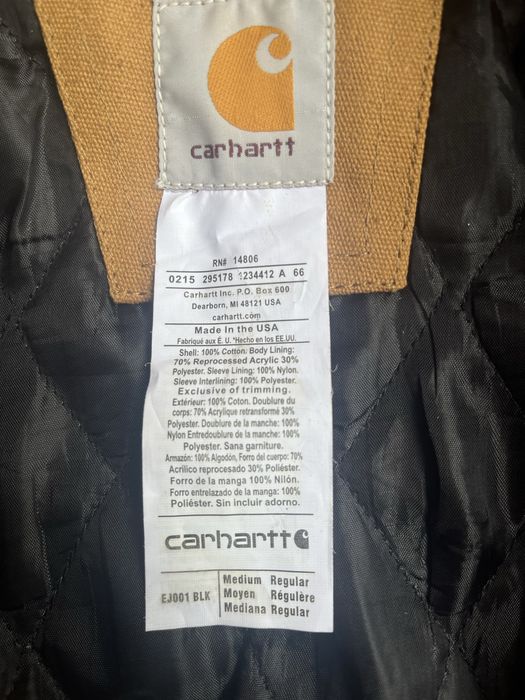 carhartt
RN# 14806
0215 295178 1234412 A 66
Carhartt Inc. P.O. Box 600
Dearborn, MI 48121 USA
carhartt.com
Made in the USA
Fabriqué aux É. U. *Hecho en los EE.UU.
Shell: 100% Cotton. Body Lining:
70% Reprocessed Acrylic 30%
Polyester. Sleeve Lining: 100% Nylon.
Sleeve Interlining: 100% Polyester.
Exclusive of trimming.
Extérieur: 100% Coton. Doublure du
corps: 70% Acrylique retransformé 30%
Polyester. Doublure de la manche: 100%
Nylon Entredoublure de la manche: 100%
Polyester. Sana garniture.
Armazón: 100% Algodón, Forro del cuerpo: 70%
Acrílico reprocesado 30% Poliéster.
Forro de la manga 100% Nilón.
Forro entrelazado de la manga: 100%
Poliéster. Sin incluir adorno.
carhartt
EJ001 BLK
Medium Regular
Moyen Régulère
Mediana Regular